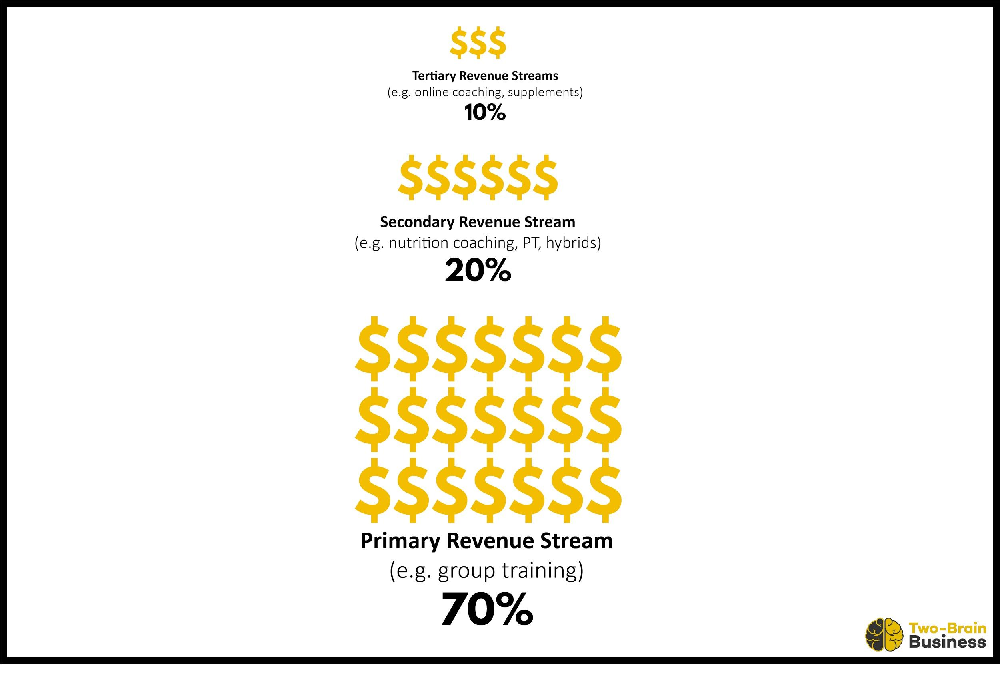 $$$
Tertiary Revenue Streams
(e.g. online coaching, supplements)
10%
$$$$$$
Secondary Revenue Stream
(e.g. nutrition coaching, PT, hybrids)
20%
$$$$$$$
$$$$$$$
$$$$$$$
Primary Revenue Stream
(e.g. group training)
70%
Two-Brain
Business